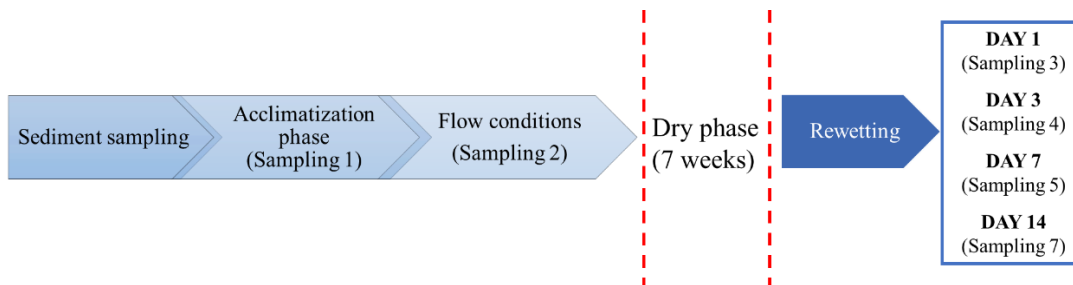 Sediment sampling
Acclimatization
phase
(Sampling 1)
Flow conditions
(Sampling 2)
Dry phase
(7 weeks)
Rewetting
DAY 1
(Sampling 3)
DAY 3
(Sampling 4)
DAY 7
(Sampling 5)
DAY 14
(Sampling 7)